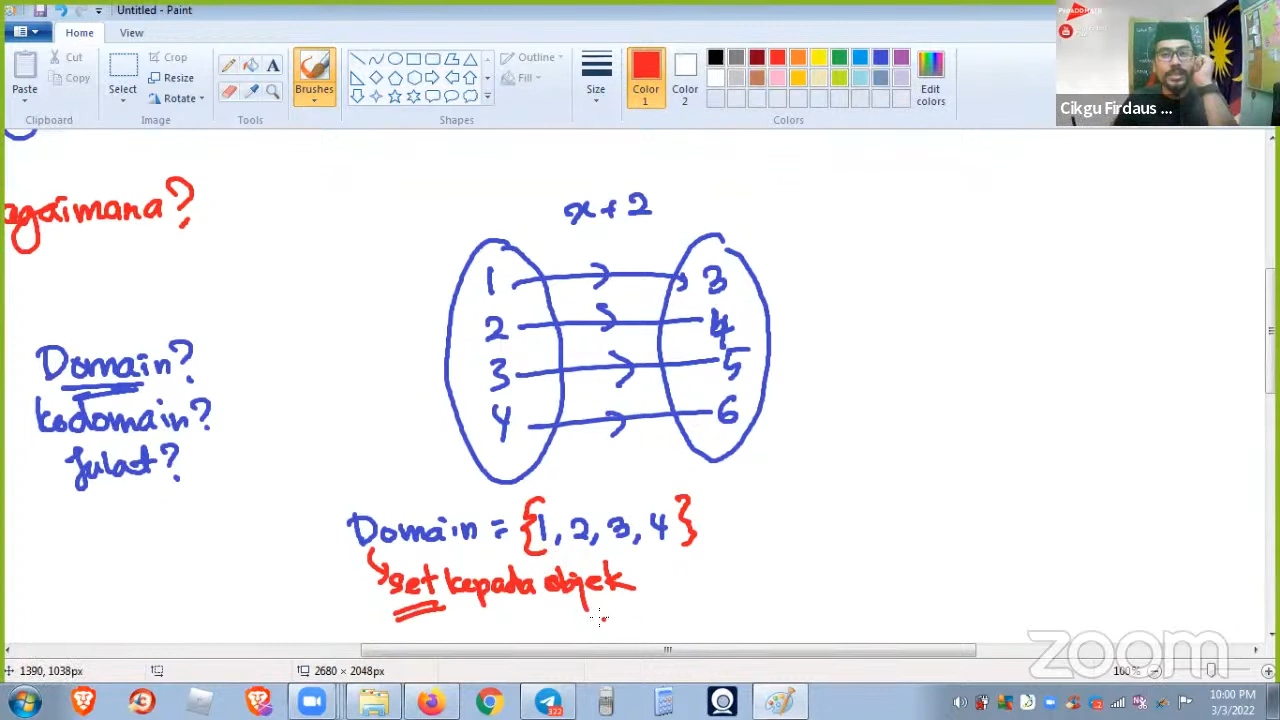 Untitled - Paint
Home
View
Paste
Cut
Copy
Clipboard
Select
Crop
Resize
Rotate
Image
Tools
Brushes
Shapes
Outline
Fill
Size
Color
1
Color
2
Edit
colors
Colors
Cikgu Firdaus ...
agaimana?
x + 2
1
3
2
4
3
5
4
6
Domain?
kodomain?
Julat?
Domain = {1, 2, 3, 4}
set kepada objek
zoom
1390, 1038px
2680 × 2048px
100%
322
10:00 PM
3/3/2022